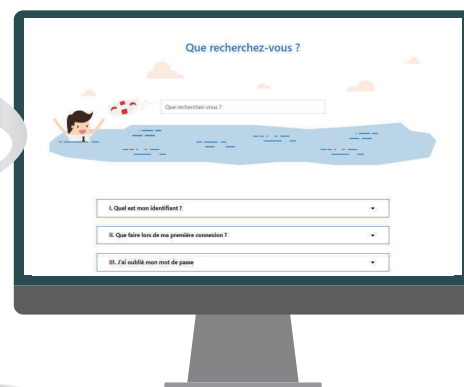 Que recherchez-vous ?
Que recherchez-vous ?
I. Quel est mon identifiant ?
II. Que faire lors de ma première connexion ?
III. J'ai oublié mon mot de passe